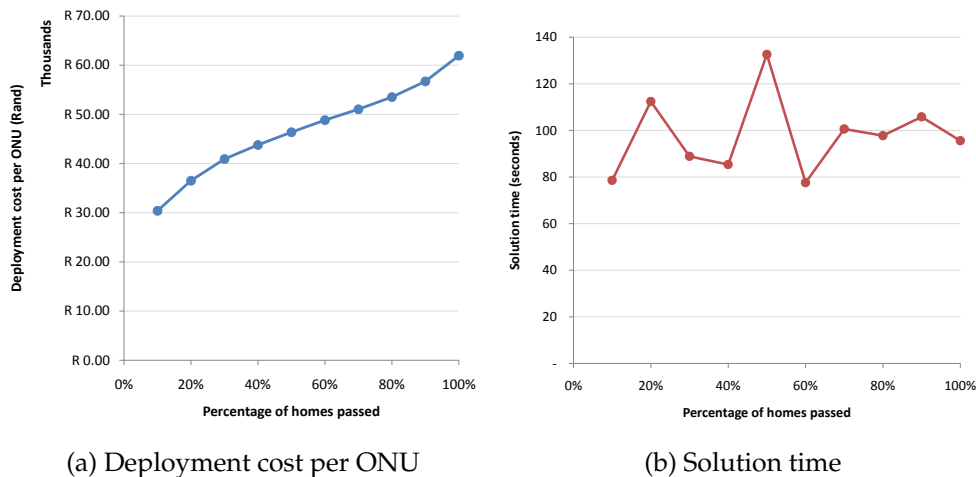 Deployment cost per ONU (Rand)
Thousands
R 70.00
R 60.00
R 50.00
R 40.00
R 30.00
R 20.00
R 10.00
R 0.00
0%
20%
40%
60%
80%
100%
Percentage of homes passed
(a) Deployment cost per ONU
Solution time (seconds)
140
120
100
80
60
40
20
-
0%
20%
40%
60%
80%
100%
Percentage of homes passed
(b) Solution time